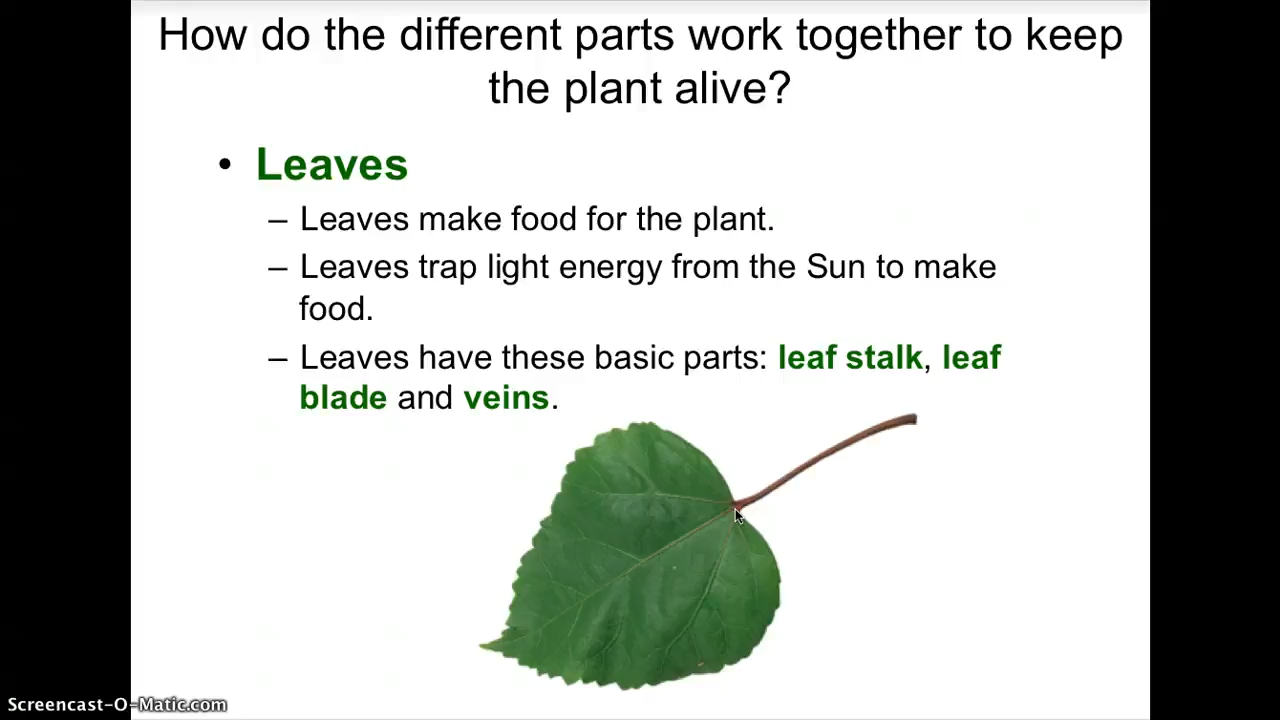 How do the different parts work together to keep
the plant alive?
• Leaves
– Leaves make food for the plant.
– Leaves trap light energy from the Sun to make
food.
– Leaves have these basic parts: leaf stalk, leaf
blade and veins.
Screencast-O-Matic.com